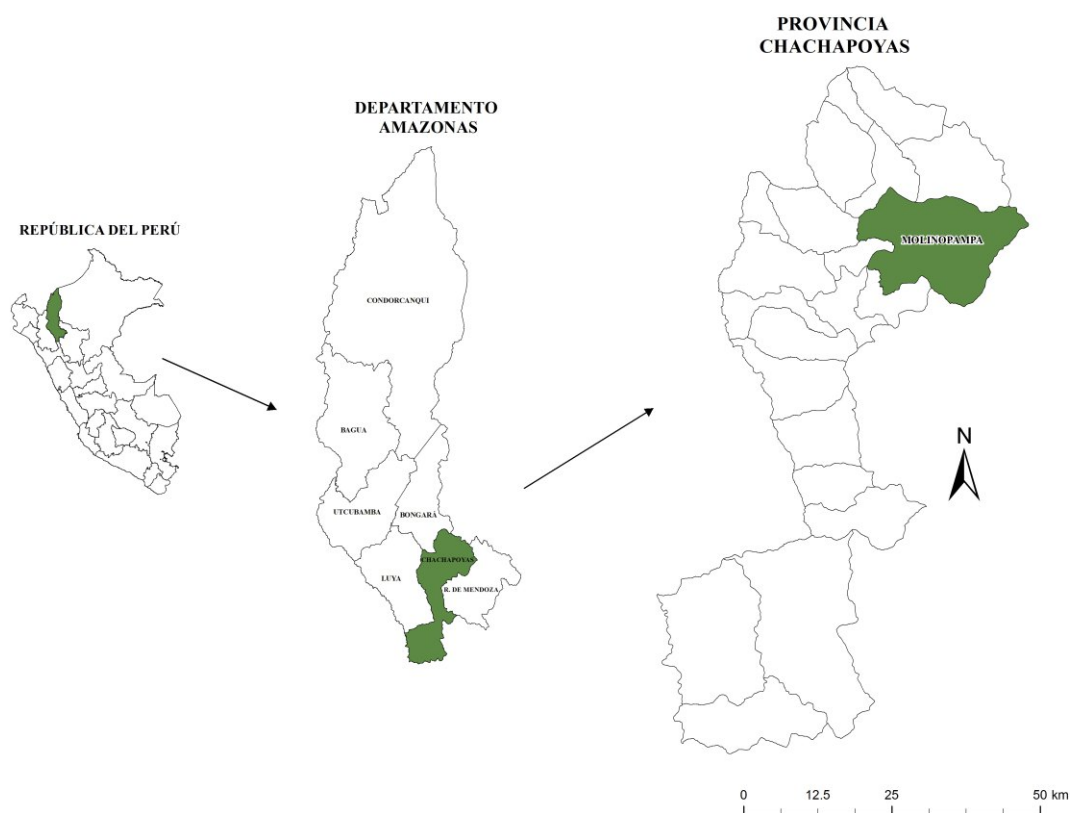 REPÚBLICA DEL PERÚ
DEPARTAMENTO
AMAZONAS
CONDORCANQUI
BAGUA
UTCUBAMBA
BONGARÁ
CHACHAPOYAS
LUYA
R. DE MENDOZA
PROVINCIA
CHACHAPOYAS
MOLINOPAMPA
N
0 12.5 25 50 km